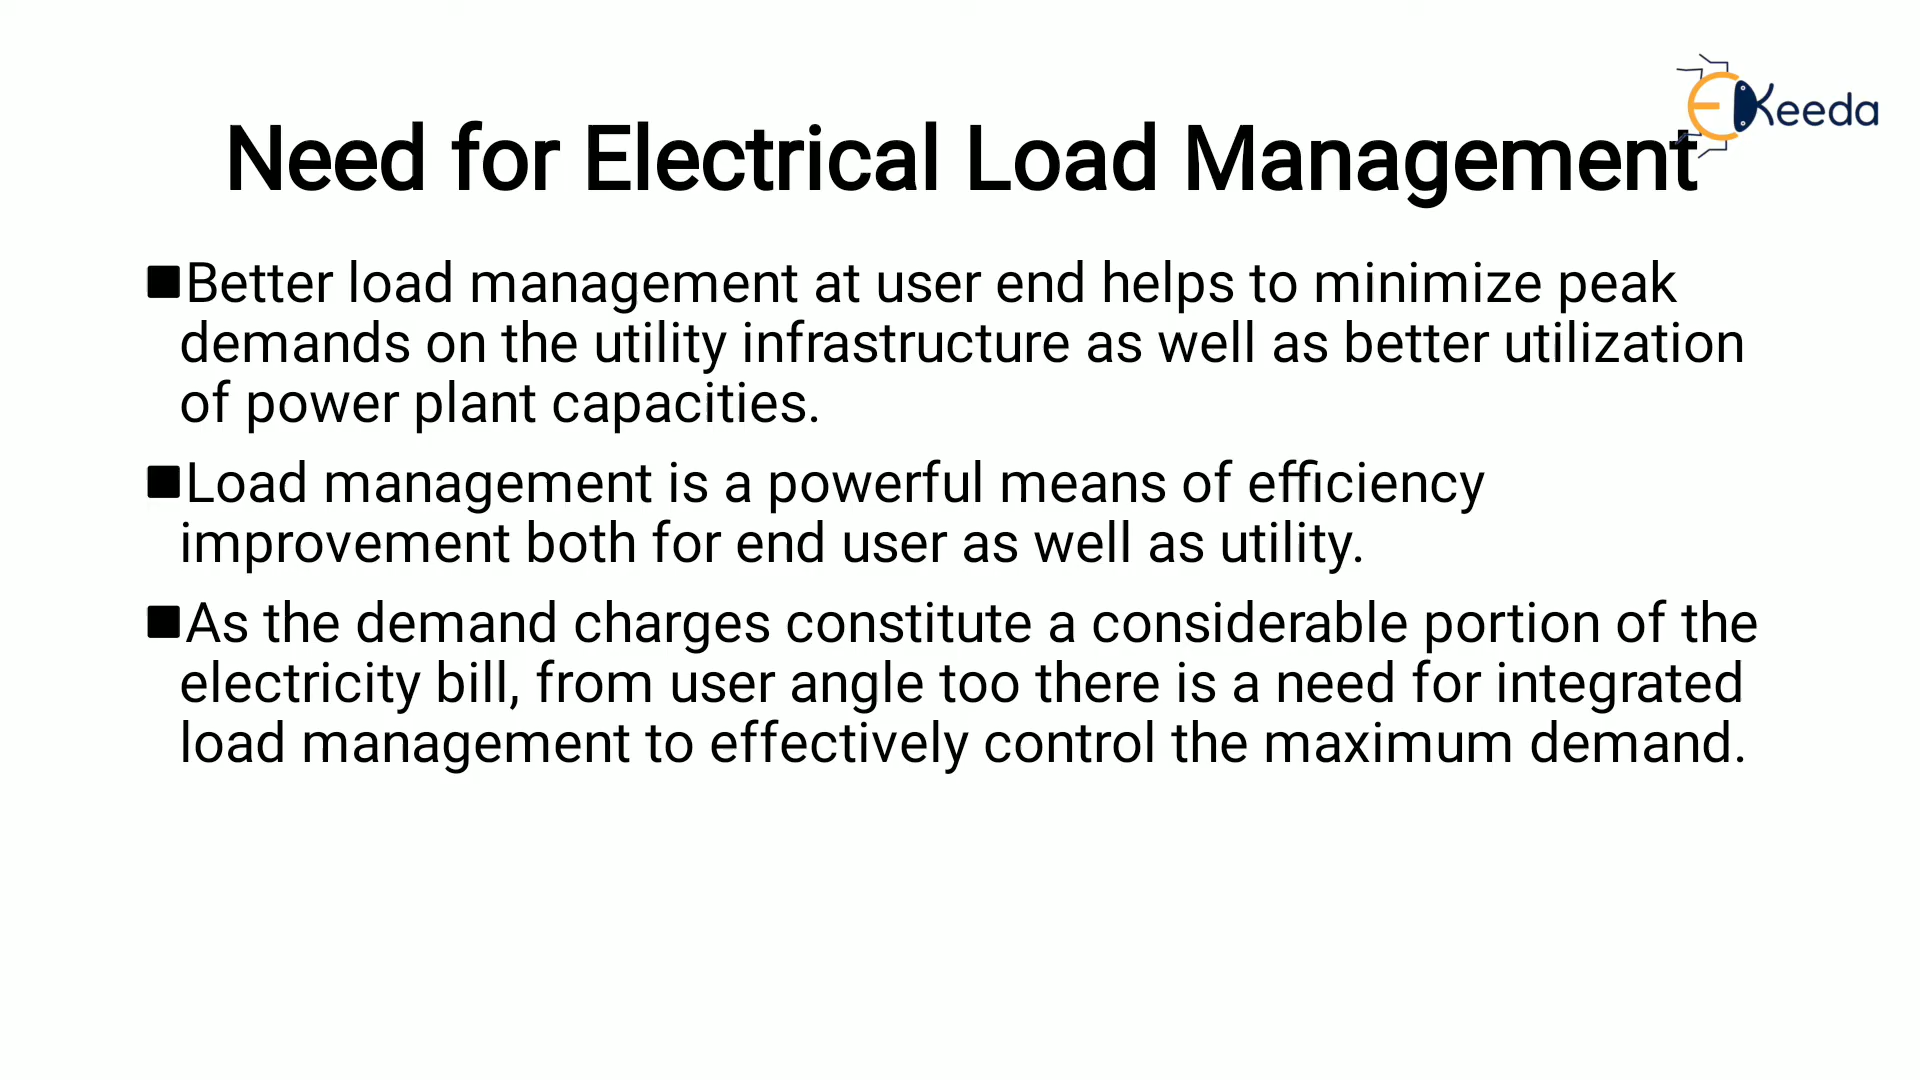 EKeeda
Need for Electrical Load Management
■Better load management at user end helps to minimize peak
demands on the utility infrastructure as well as better utilization
of power plant capacities.
■Load management is a powerful means of efficiency
improvement both for end user as well as utility.
■As the demand charges constitute a considerable portion of the
electricity bill, from user angle too there is a need for integrated
load management to effectively control the maximum demand.